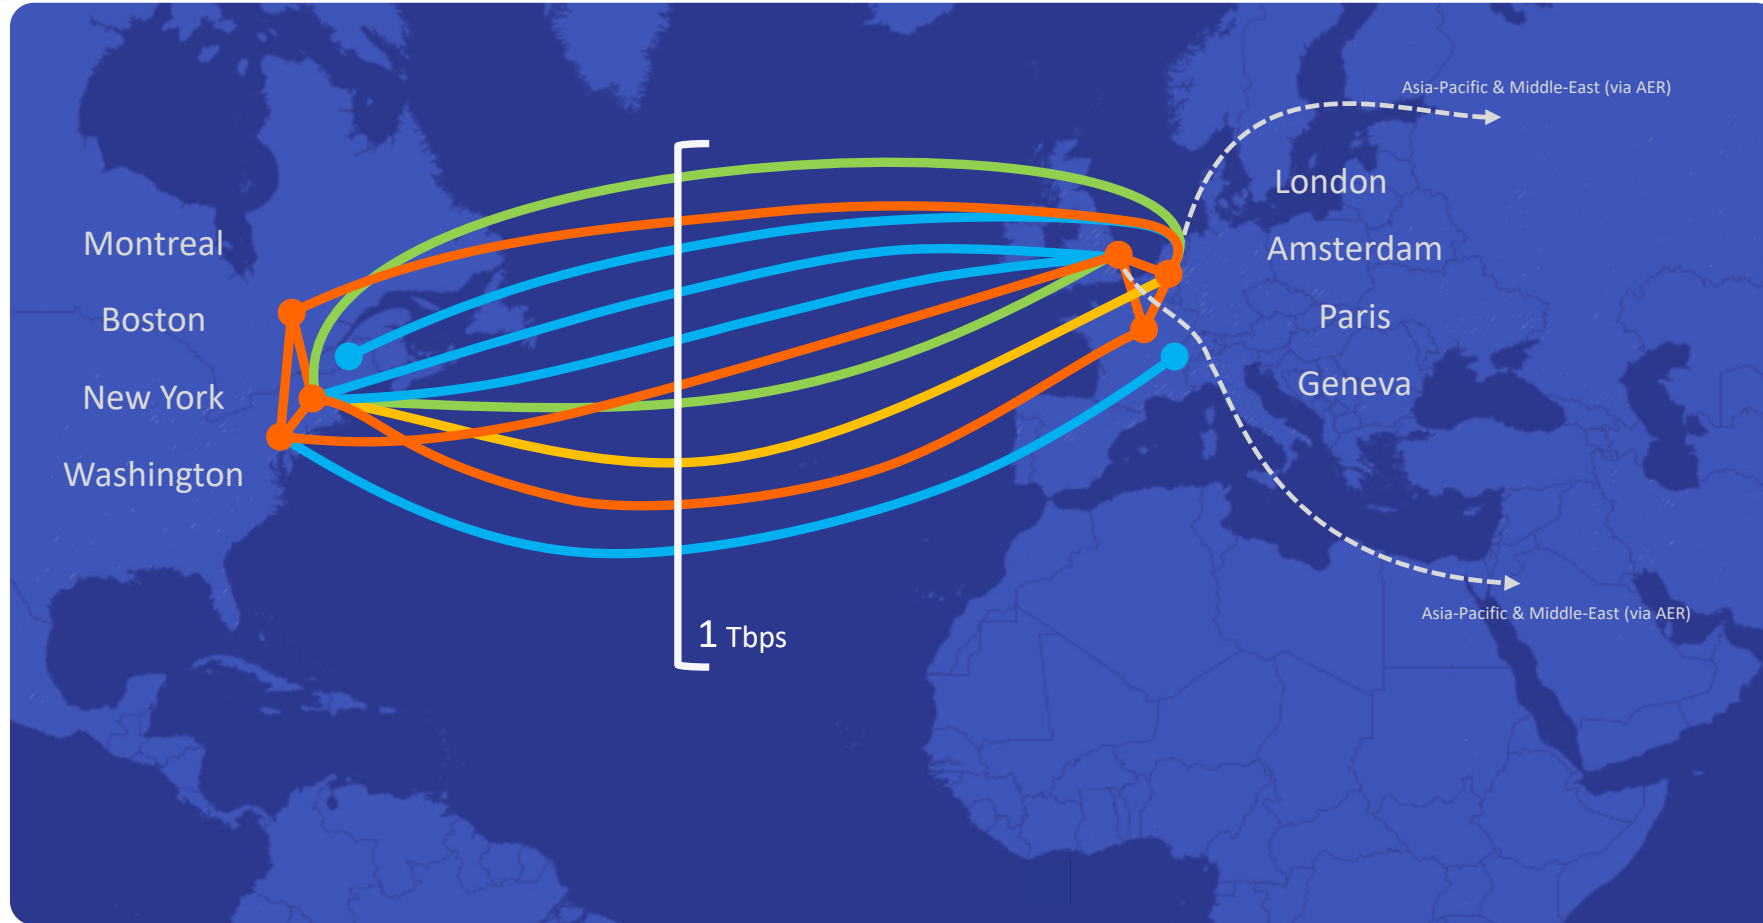 Asia-Pacific & Middle-East (via AER)
London
Montreal
Amsterdam
Boston
Paris
New York
Geneva
Washington
1 Tbps
Asia-Pacific & Middle-East (via AER)